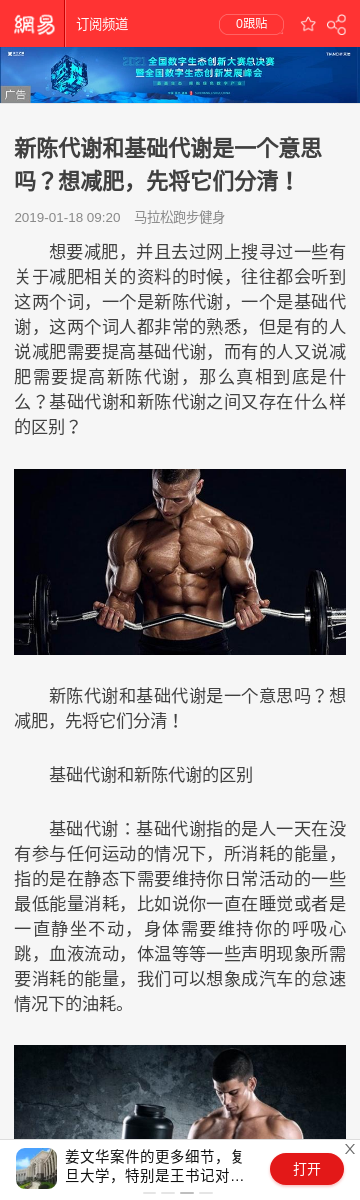 網易
订阅频道
0跟贴
2023 全国数字生态创新大赛总决赛
暨全国数字生态创新发展峰会
广告
新陈代谢和基础代谢是一个意思
吗？想减肥，先将它们分清！
2019-01-18 09:20 马拉松跑步健身
想要减肥，并且去过网上搜寻过一些有
关于减肥相关的资料的时候，往往都会听到
这两个词，一个是新陈代谢，一个是基础代
谢，这两个词人都非常的熟悉，但是有的人
说减肥需要提高基础代谢，而有的人又说减
肥需要提高新陈代谢，那么真相到底是什
么？基础代谢和新陈代谢之间又存在什么样
的区别？
新陈代谢和基础代谢是一个意思吗？想
减肥，先将它们分清！
基础代谢和新陈代谢的区别
基础代谢：基础代谢指的是人一天在没
有参与任何运动的情况下，所消耗的能量，
指的是在静态下需要维持你日常活动的一些
最低能量消耗，比如说你一直在睡觉或者是
一直静坐不动，身体需要维持你的呼吸心
跳，血液流动，体温等等一些声明现象所需
要消耗的能量，我们可以想象成汽车的怠速
情况下的油耗。
姜文华案件的更多细节，复
旦大学，特别是王书记对...
打开
X